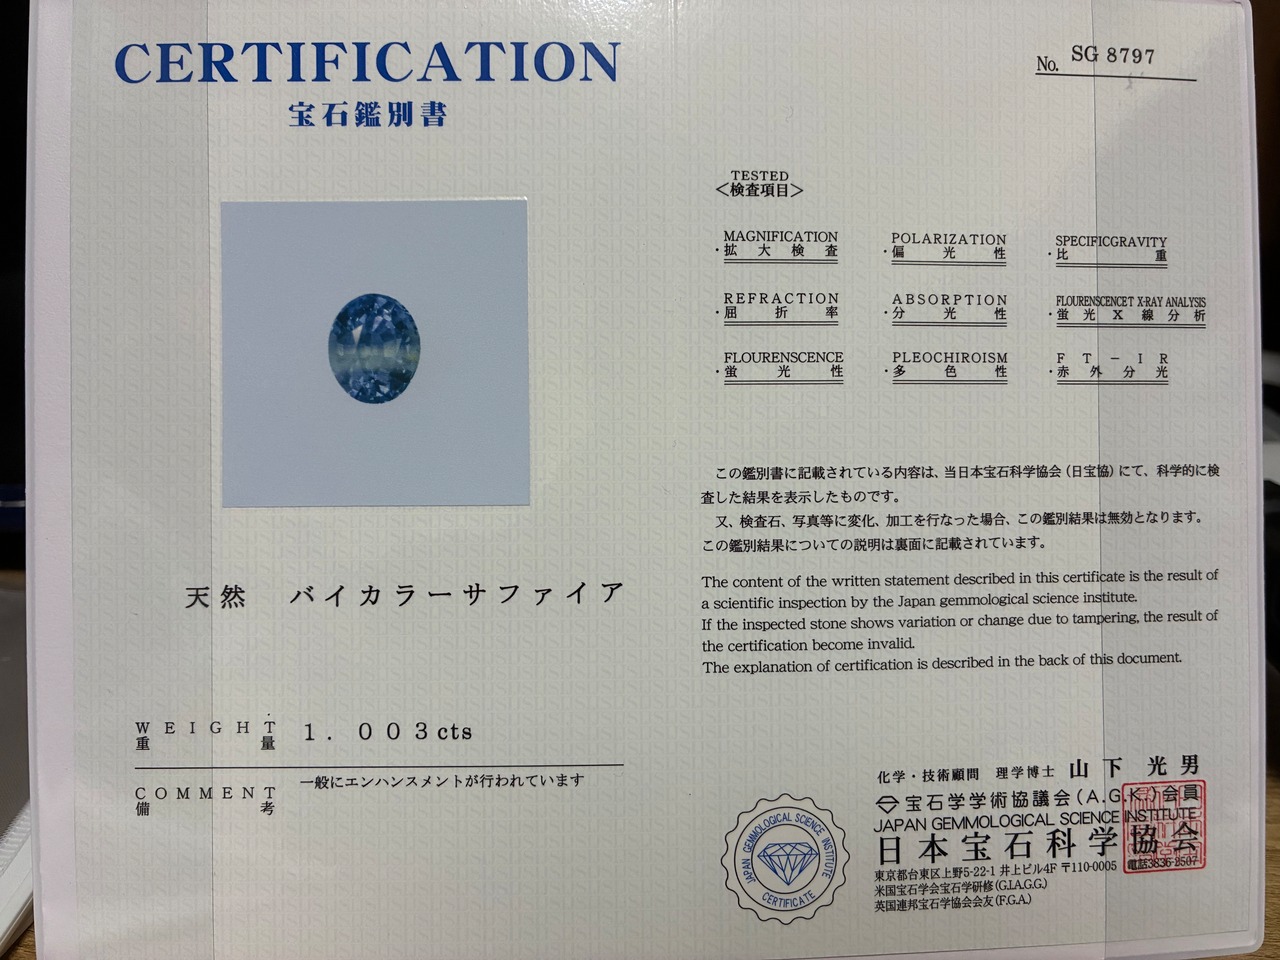 CERTIFICATION
宝石鑑別書
No. SG 8797
TESTED
<検査項目>
MAGNIFICATION
・拡大検査
POLARIZATION
・偏光性
SPECIFICGRAVITY
・比重
REFRACTION
・屈折率
ABSORPTION
・分光性
FLOURENSCENCET X-RAY ANALYSIS
・蛍光X線分析
FLOURENSCENCE
・蛍光性
PLEOCHIROISM
・多色性
FT-IR
・赤外分光
天然 バイカラーサファイア
WEIGHT
重量
1.003cts
COMMENT
備考
一般にエンハンスメントが行われています
この鑑別書に記載されている内容は、当日本宝石科学協会(日宝協)にて、科学的に検
査した結果を表示したものです。
又、検査石、写真等に変化、加工を行なった場合、この鑑別結果は無効となります。
この鑑別結果についての説明は裏面に記載されています。
The content of the written statement described in this certificate is the result of
a scientific inspection by the Japan gemmological science institute.
If the inspected stone shows variation or change due to tampering, the result of
the certification become invalid.
The explanation of certification is described in the back of this document.
JAPAN GEMMOLOGICAL SCIENCE INSTITUTE
CERTIFICATE
化学・技術顧問 理学博士 山下光男
宝石学学術協議会(A.G.K.)会員
JAPAN GEMMOLOGICAL SCIENCE INSTITUTE
日本宝石科学協会
東京都台東区上野5-22-1 井上ビル4F 〒110-0005 電話3836-2507
米国宝石学会宝石学研修(G.I.A.G.G.)
英国連邦宝石学協会会友(F.G.A.)